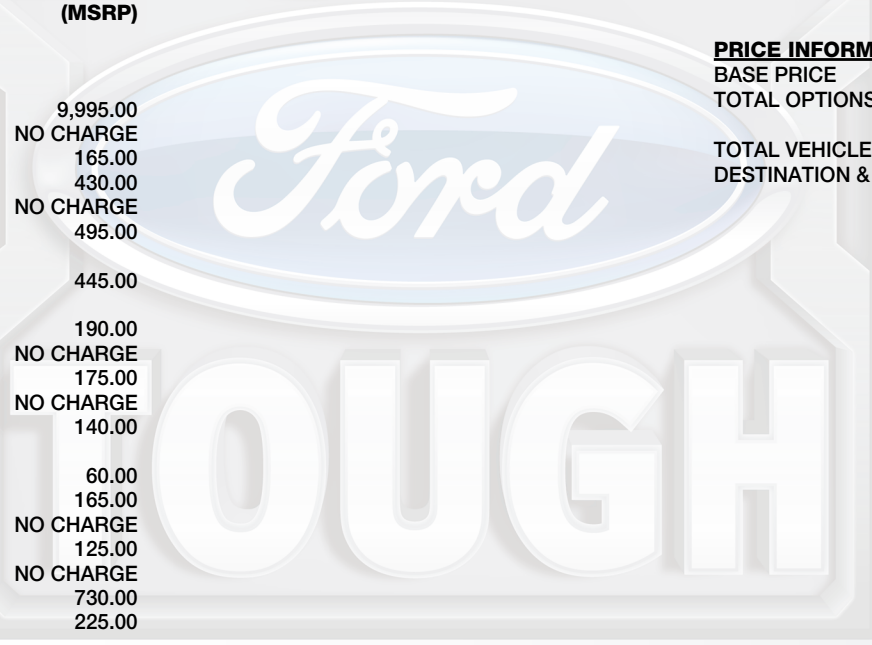 (MSRP)
9,995.00
NO CHARGE
165.00
430.00
NO CHARGE
495.00
445.00
190.00
NO CHARGE
175.00
NO CHARGE
140.00
60.00
165.00
NO CHARGE
125.00
NO CHARGE
730.00
225.00
PRICE INFORM
BASE PRICE
TOTAL OPTIONS
TOTAL VEHICLE
DESTINATION &
Ford
TOUGH